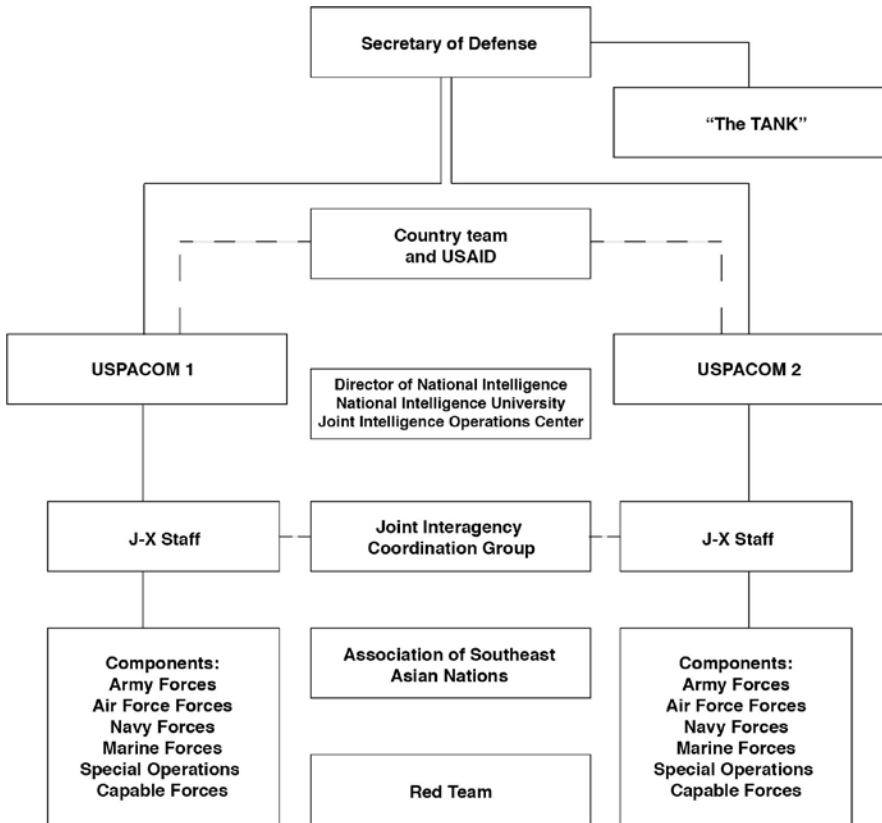 Secretary of Defense
“The TANK”
Country team
and USAID
USPACOM 1
Director of National Intelligence
National Intelligence University
Joint Intelligence Operations Center
USPACOM 2
J-X Staff
Joint Interagency
Coordination Group
J-X Staff
Components:
Army Forces
Air Force Forces
Navy Forces
Marine Forces
Special Operations
Capable Forces
Association of Southeast
Asian Nations
Red Team
Components:
Army Forces
Air Force Forces
Navy Forces
Marine Forces
Special Operations
Capable Forces